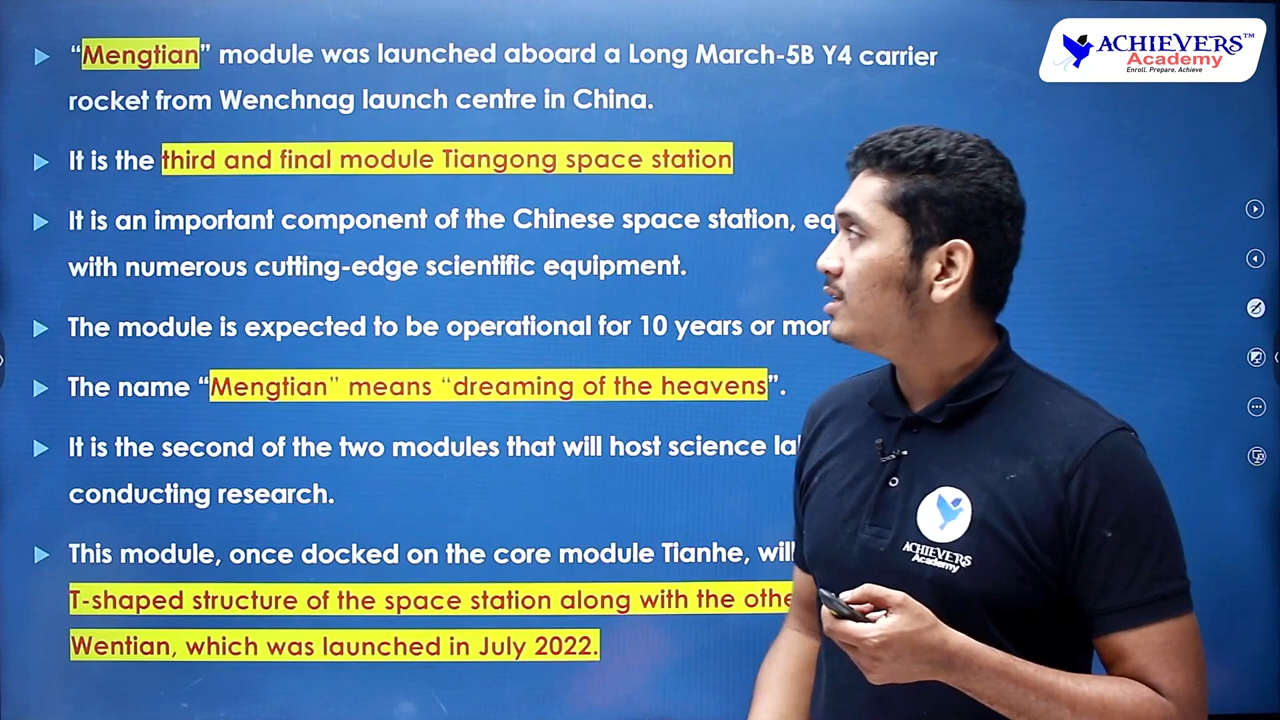 “Mengtian” module was launched aboard a Long March-5B Y4 carrier
rocket from Wenchnag launch centre in China.
It is the third and final module Tiangong space station
It is an important component of the Chinese space station,
with numerous cutting-edge scientific equipment.
The module is expected to be operational for 10 years or
The name “Mengtian” means “dreaming of the heavens”.
It is the second of the two modules that will host science
conducting research.
This module, once docked on the core module Tianhe,
T-shaped structure of the space station along with the
Wentian, which was launched in July 2022.
ACHIEVERS™
Academy
Enroll. Prepare. Achieve
ACHIEVERS
Academy